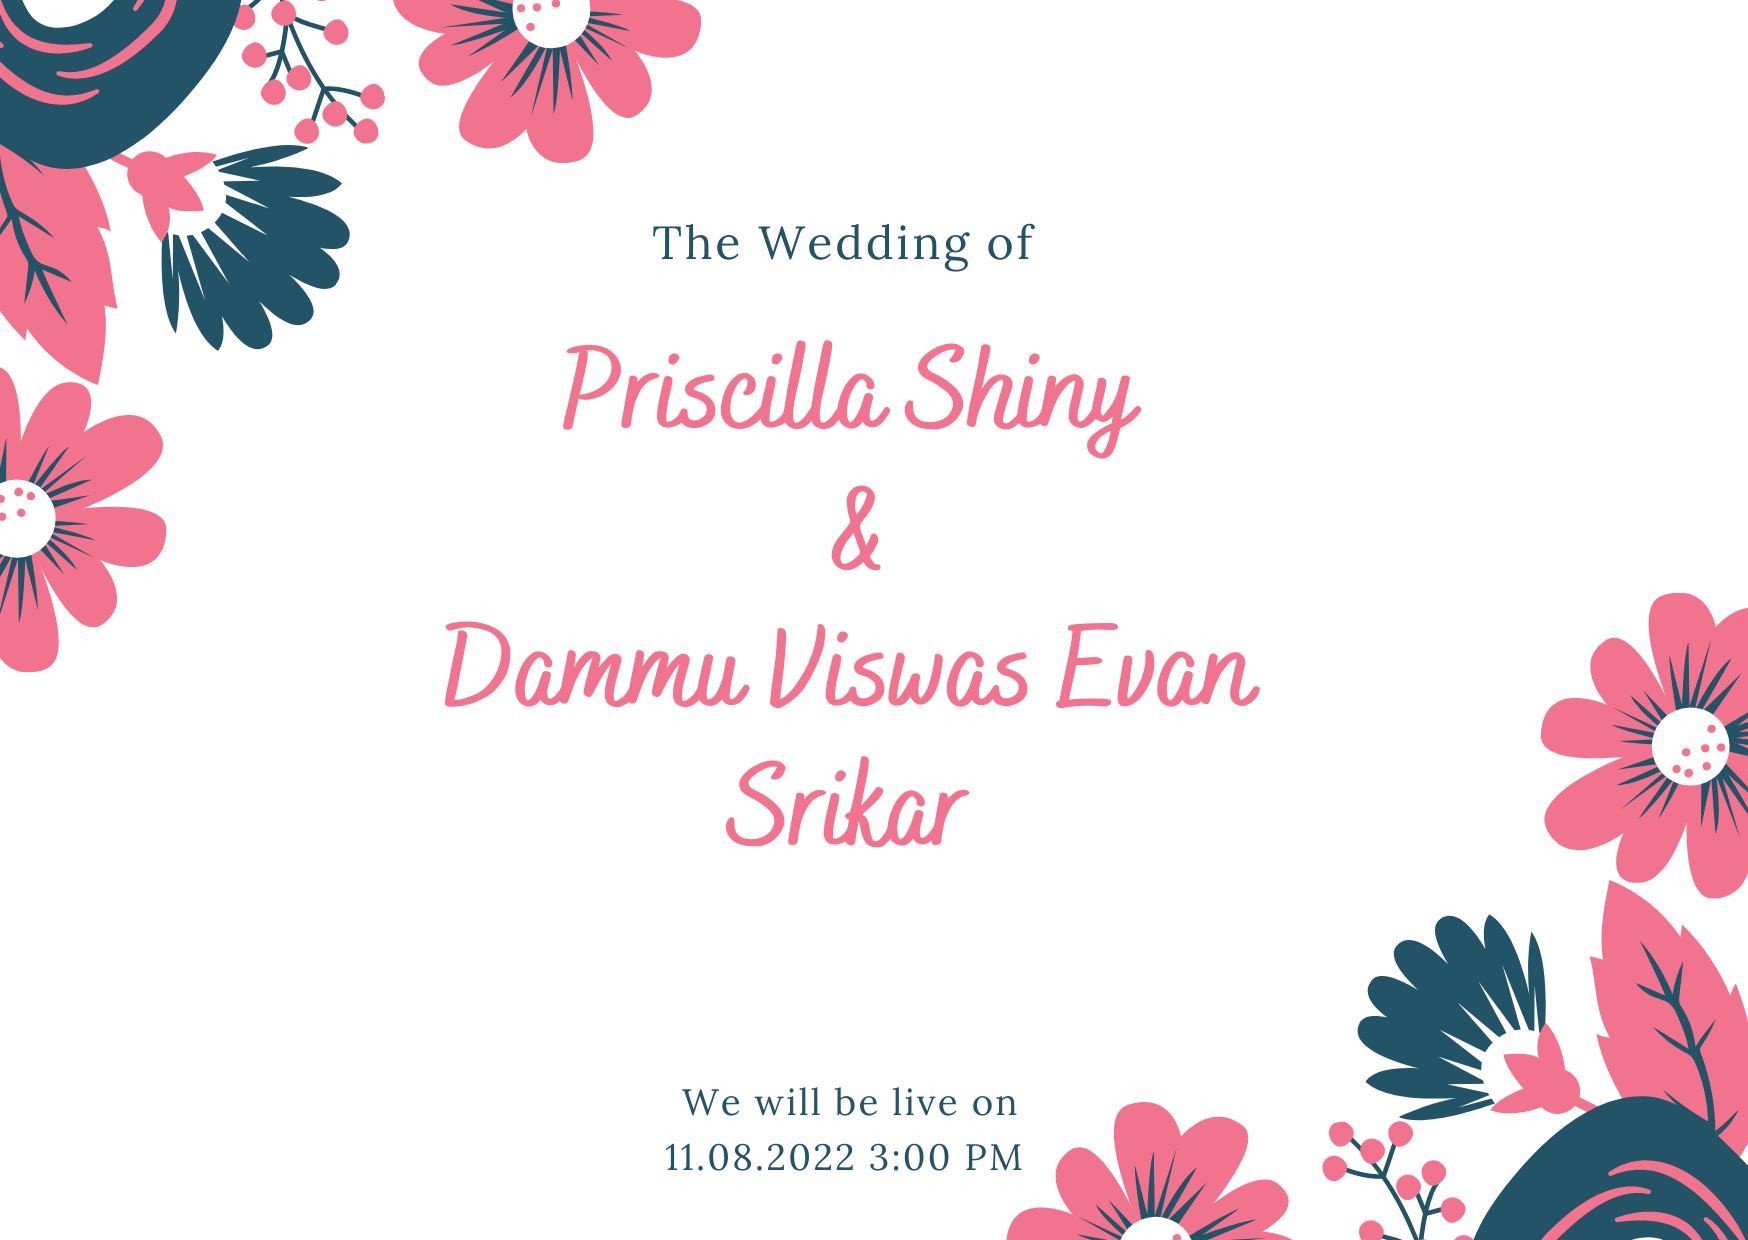 The Wedding of
Priscilla Shiny
&
Dammu Viswas Evan
Srikar
We will be live on
11.08.2022 3:00 PM